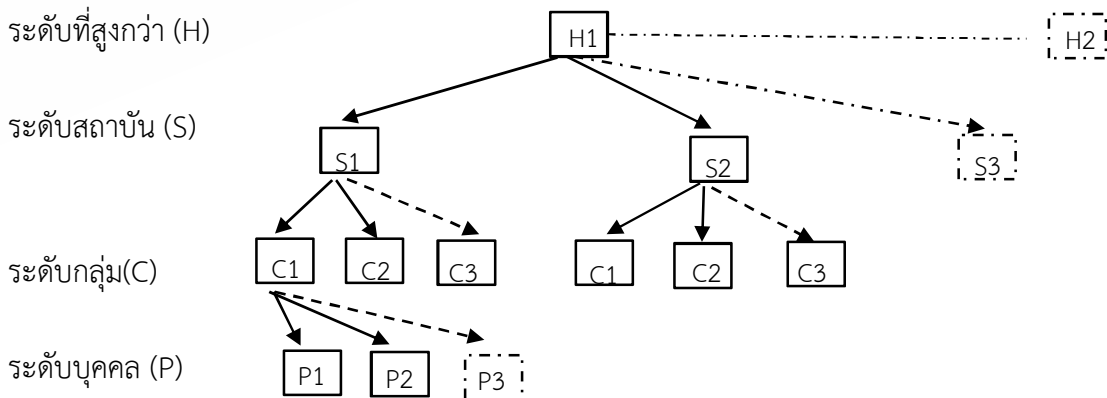 ระดับที่สูงกว่า (H)
H1
H2
ระดับสถาบัน (S)
S1
S2
S3
ระดับกลุ่ม(C)
C1
C2
C3
C1
C2
C3
ระดับบุคคล (P)
P1
P2
P3